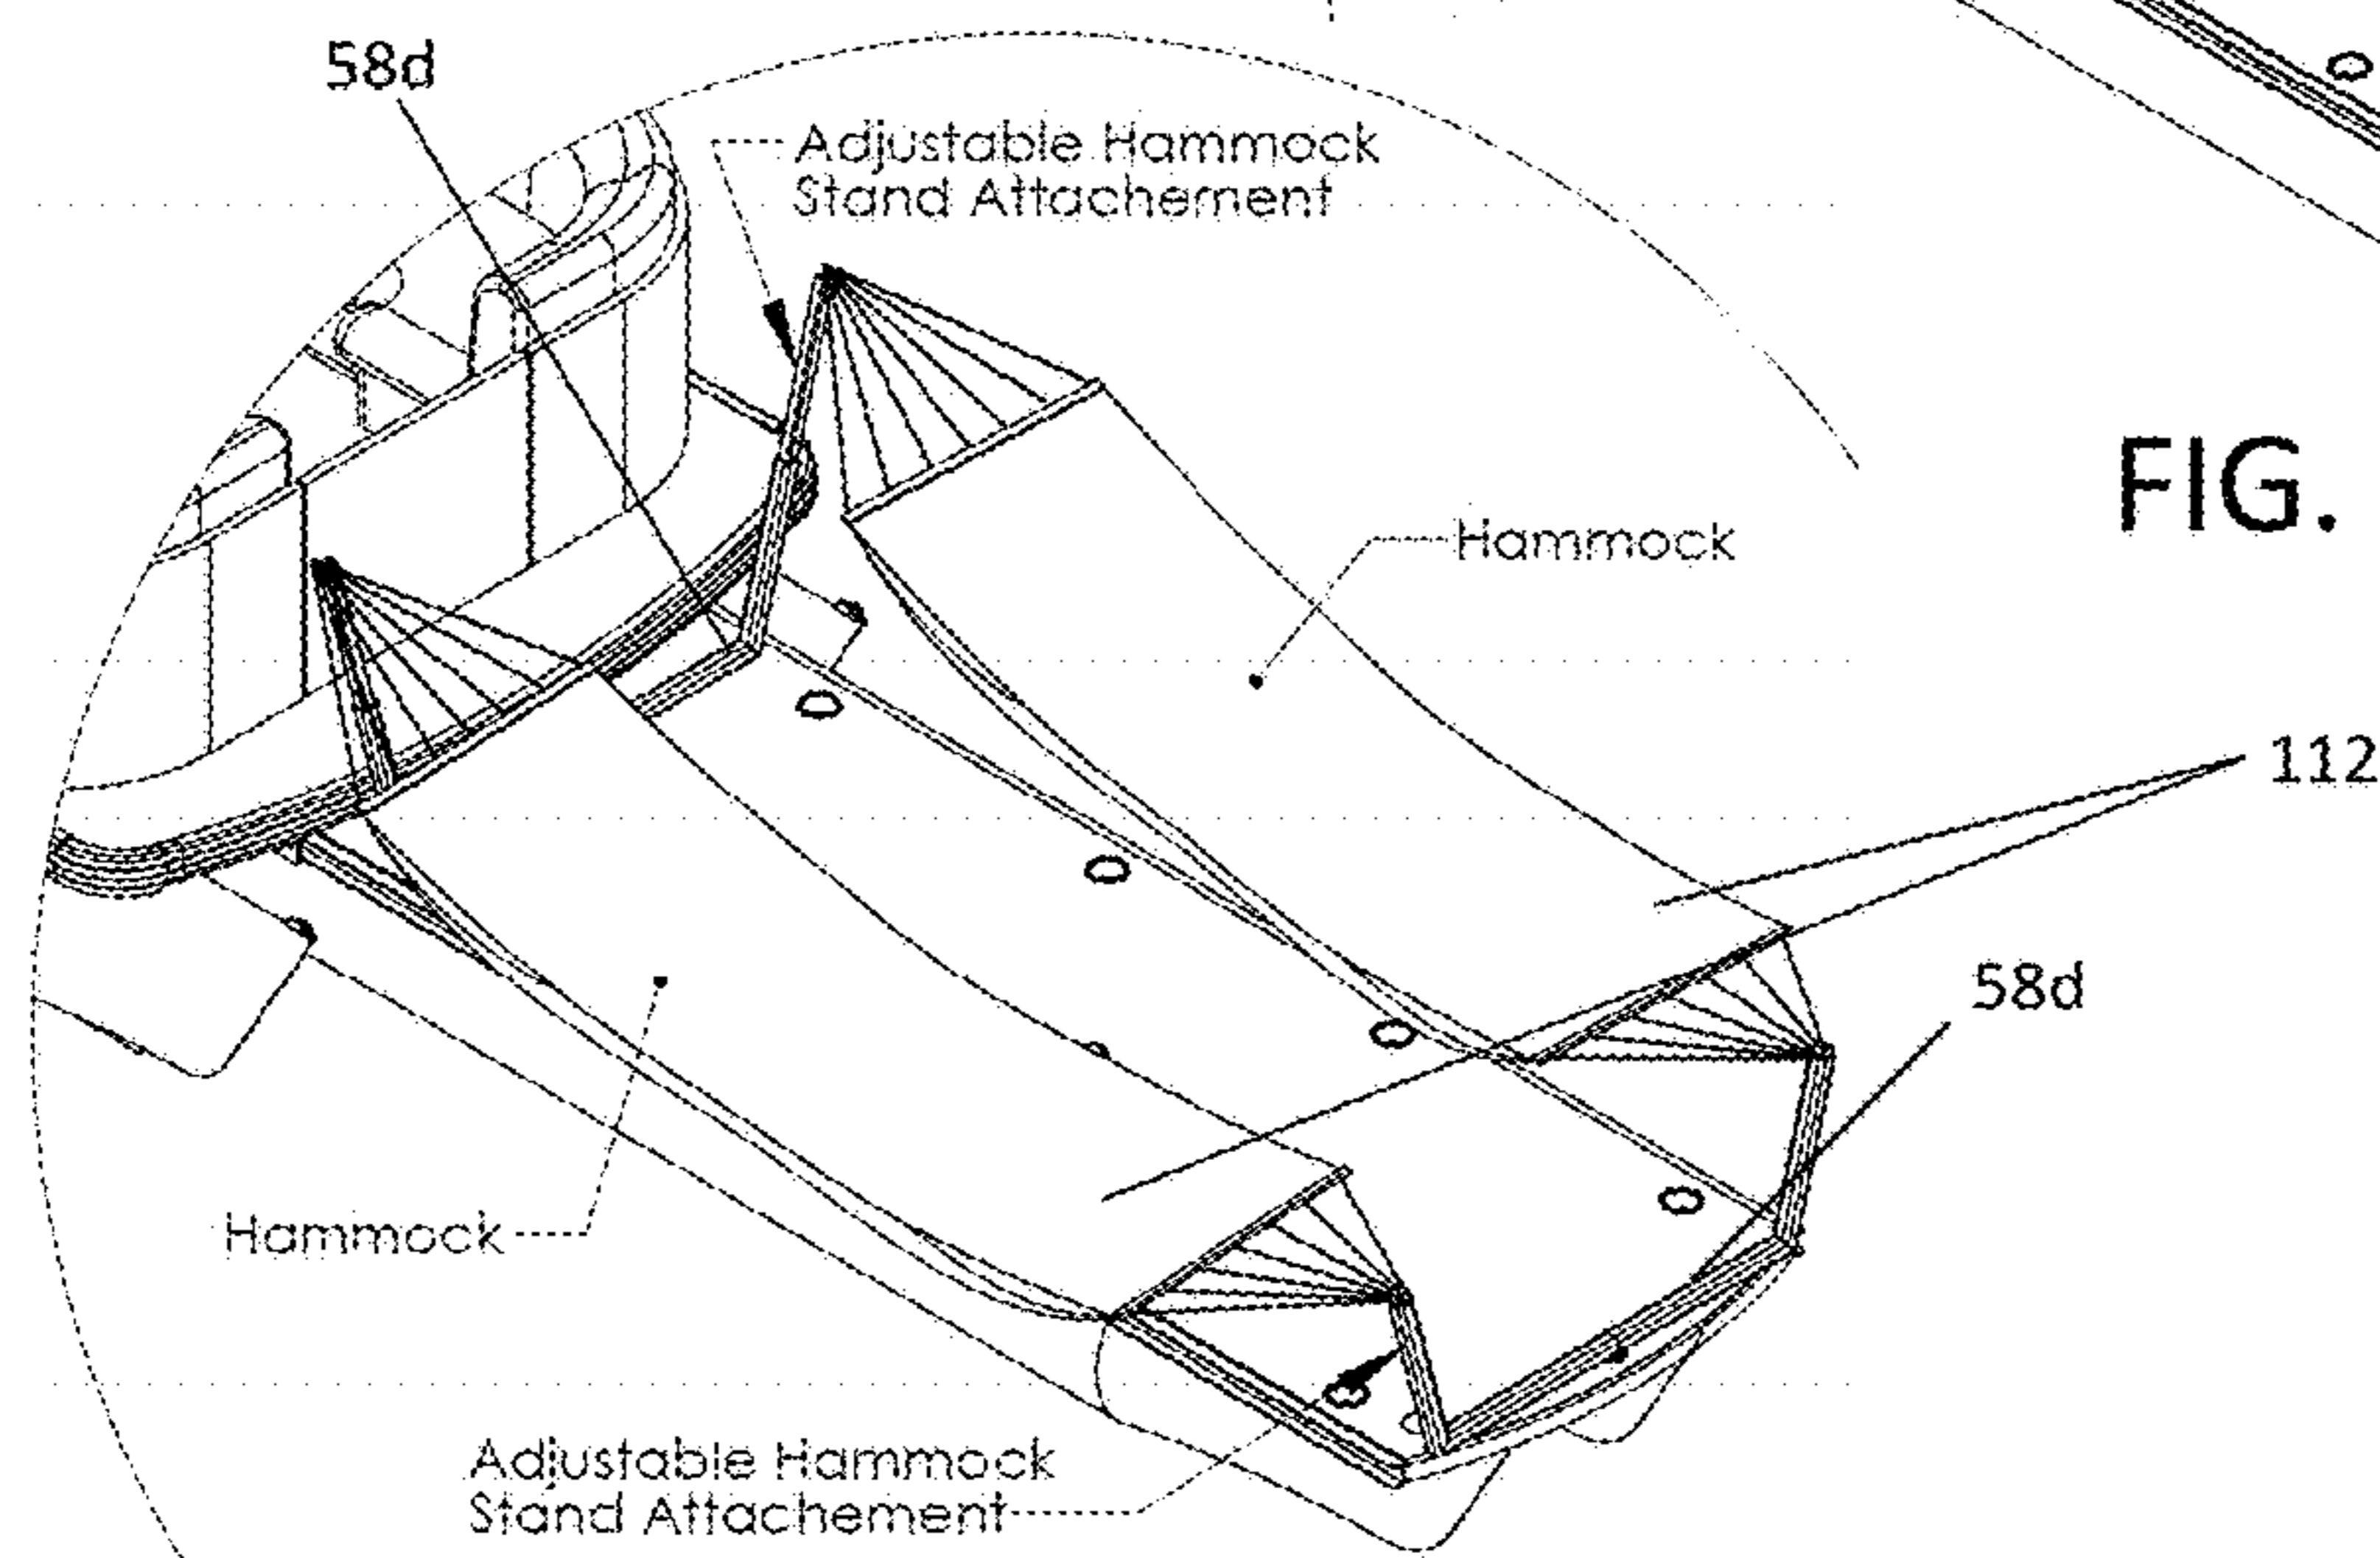 58d
Adjustable Hammock
Stand Attachement
FIG.
Hammock
112
58d
Hammock
Adjustable Hammock
Stand Attachement